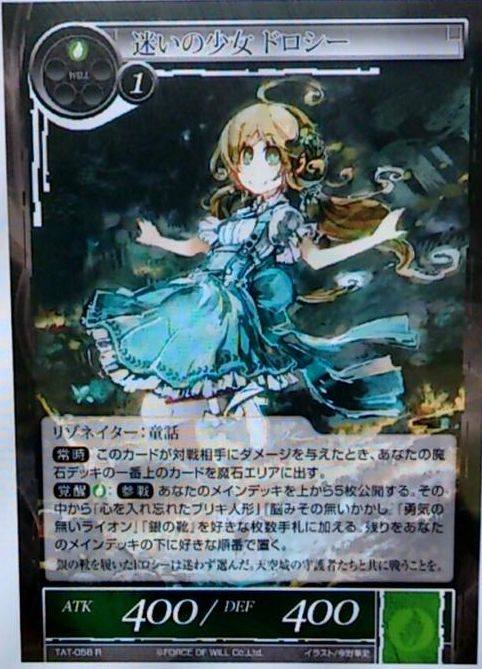 迷いの少女 ドロシー
WILL
1
リゾネイター：童話
常時 このカードが対戦相手にダメージを与えたとき、あなたの魔
石デッキの一番上のカードを魔石エリアに出す。
覚醒：参戦 あなたのメインデッキを上から5枚公開する。その
中から「心を入れ忘れたブリキ人形」「脳みその無いかかし」「勇気の
無いライオン」「銀の靴」を好きな枚数手札に加える。残りをあなた
のメインデッキの下に好きな順番で置く。
銀の靴を履いたドロシーは迷わず選んだ。天空城の守護者たちと共に戦うことを。
ATK 400 / DEF 400
TAT-058 R ©FORCE OF WILL Co.,Ltd. イラスト/